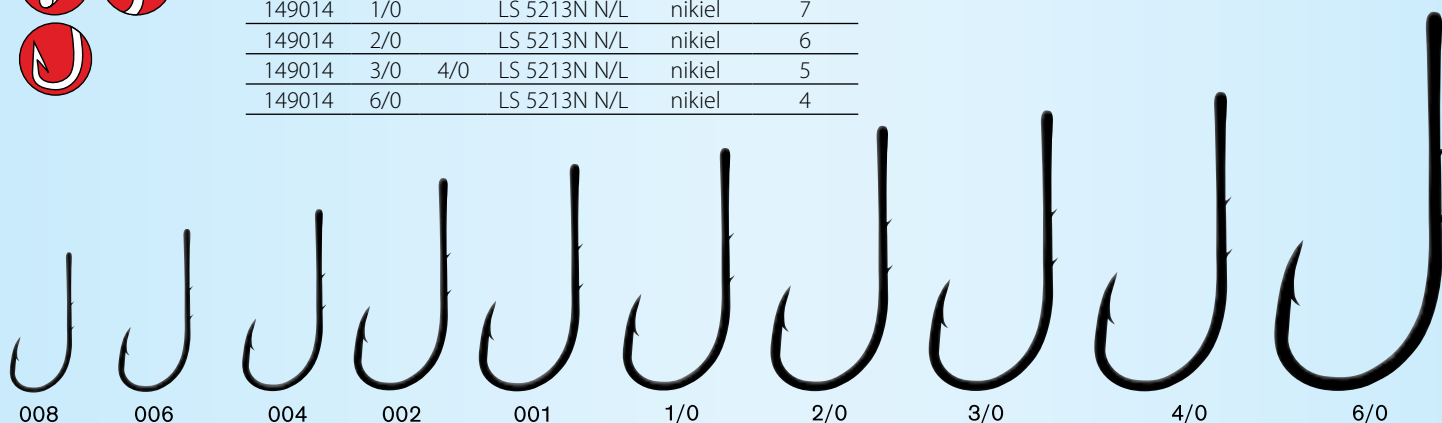 149014 1/0 LS 5213N N/L nikiel 7
149014 2/0 LS 5213N N/L nikiel 6
149014 3/0 4/0 LS 5213N N/L nikiel 5
149014 6/0 LS 5213N N/L nikiel 4
008 006 004 002 001 1/0 2/0 3/0 4/0 6/0